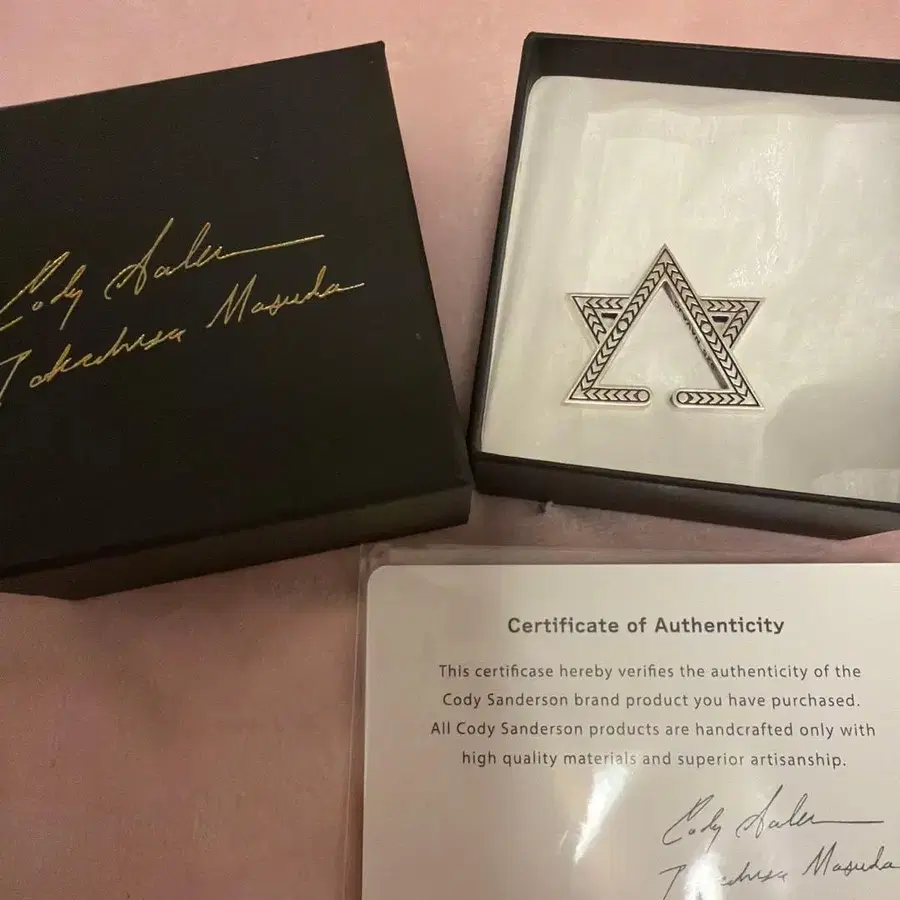 Cody Sanderson
Takahisa Masuda
Certificate of Authenticity
This certificase hereby verifies the authenticity of the
Cody Sanderson brand product you have purchased.
All Cody Sanderson products are handcrafted only with
high quality materials and superior artisanship.
Cody Sanderson
Takahisa Masuda